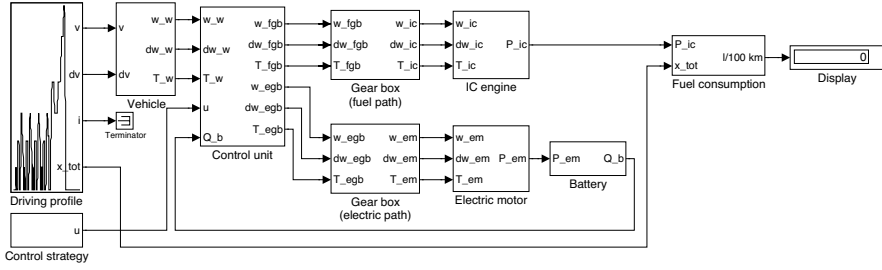 v
dv
i
x_tot
Driving profile
u
Control strategy
v
dv
w_w
dw_w
T_w
Vehicle
Terminator
w_w
dw_w
T_w
u
Q_b
w_fgb
dw_fgb
T_fgb
w_egb
dw_egb
T_egb
Control unit
w_fgb
dw_fgb
T_fgb
w_ic
dw_ic
T_ic
Gear box
(fuel path)
w_ic
dw_ic
T_ic
P_ic
IC engine
w_egb
dw_egb
T_egb
w_em
dw_em
T_em
Gear box
(electric path)
w_em
dw_em
T_em
P_em
Electric motor
P_em
Q_b
Battery
P_ic
x_tot
l/100 km
Fuel consumption
0
Display